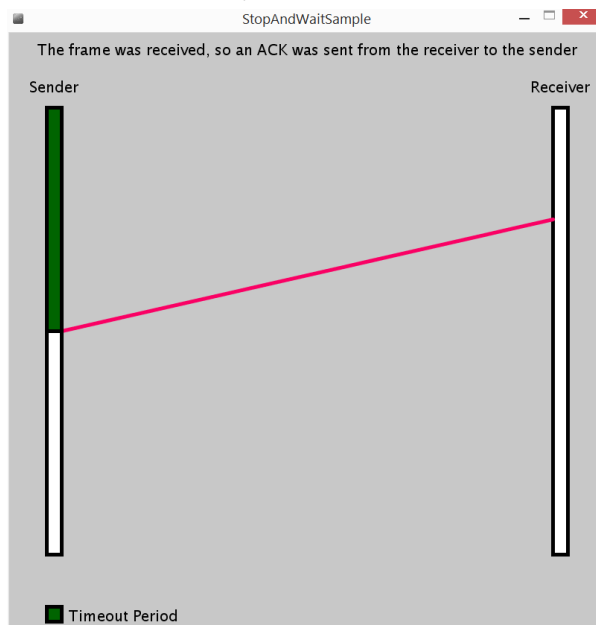 StopAndWaitSample
The frame was received, so an ACK was sent from the receiver to the sender
Sender
Receiver
Timeout Period